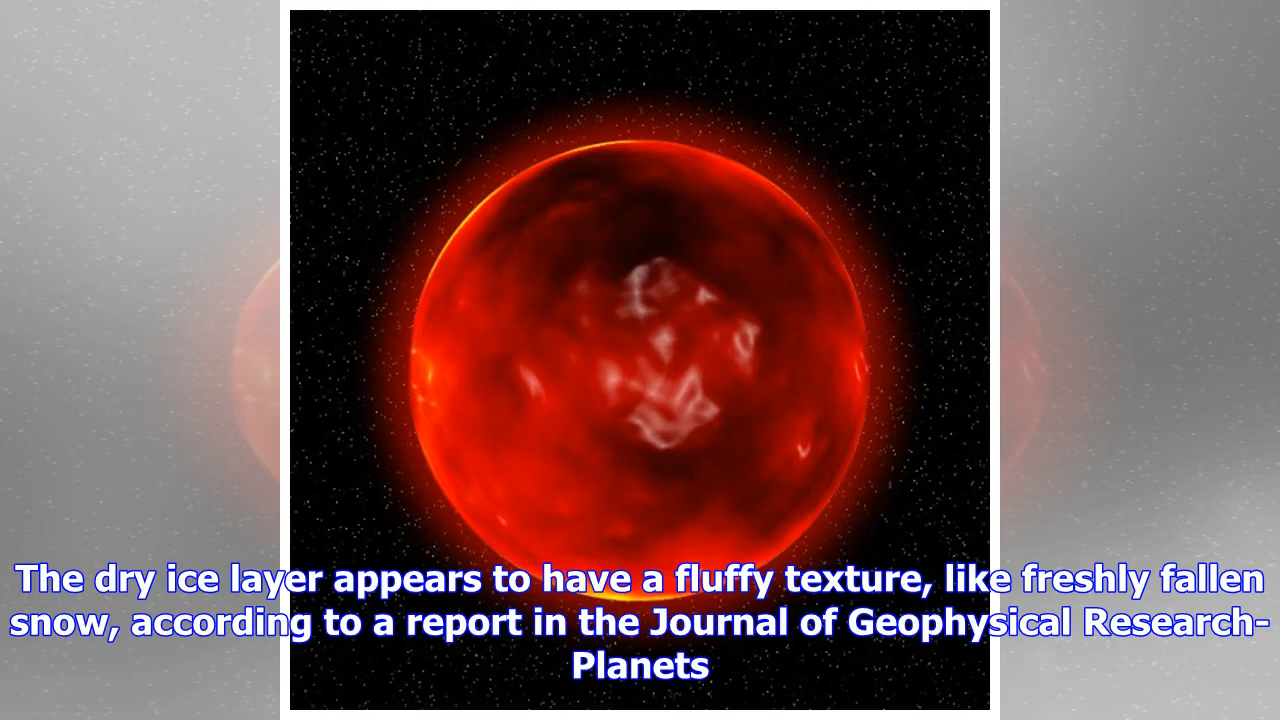 The dry ice layer appears to have a fluffy texture, like freshly fallen
snow, according to a report in the Journal of Geophysical Research-
Planets